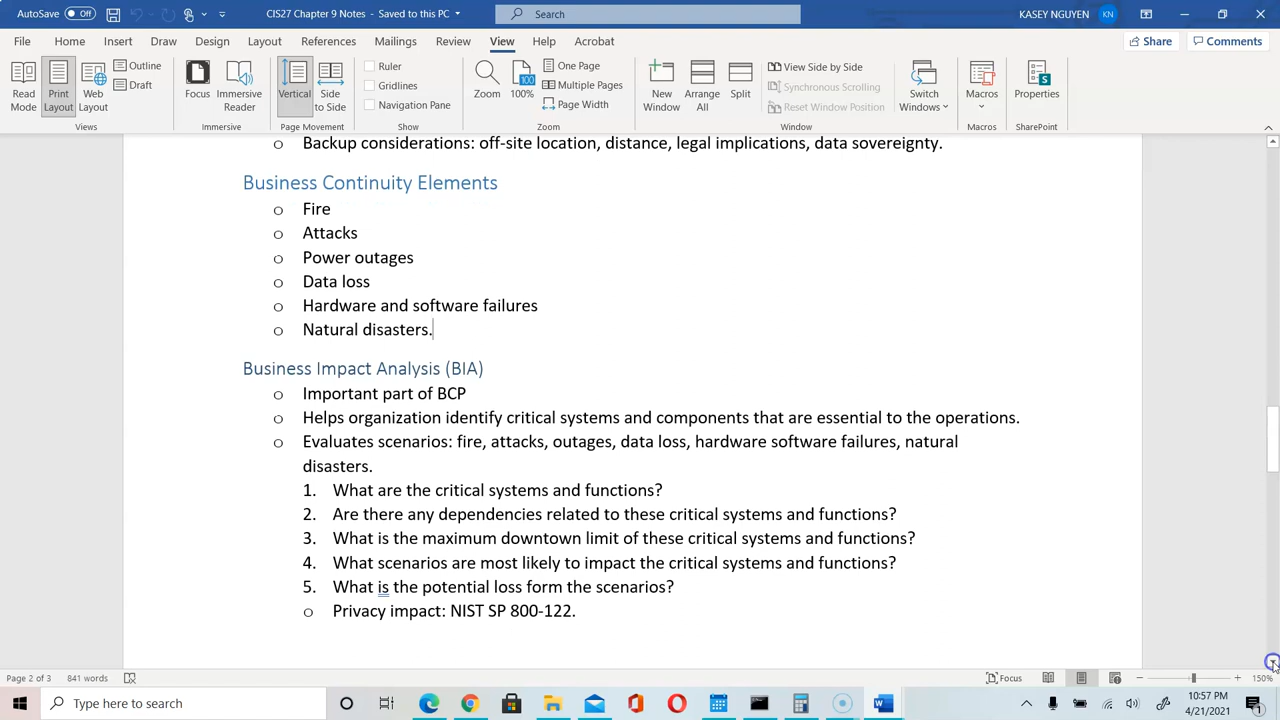 AutoSave Off CIS27 Chapter 9 Notes - Word Search KASEY NGUYEN KN
File Home Insert Draw Design Layout References Mailings Review View Help Acrobat Share Comments
Read Mode Print Layout Web Layout Outline Draft Focus Immersive Reader Vertical Side to Side Ruler Gridlines Navigation Pane Zoom 100 100% One Page Multiple Pages Page Width New Window Arrange All Split View Side by Side Synchronous Scrolling Reset Window Position Switch Windows Macros Properties
Views Immersive Page Movement Show Zoom Window Macros SharePoint
o Backup considerations: off-site location, distance, legal implications, data sovereignty.
Business Continuity Elements
o Fire
o Attacks
o Power outages
o Data loss
o Hardware and software failures
o Natural disasters.
Business Impact Analysis (BIA)
o Important part of BCP
o Helps organization identify critical systems and components that are essential to the operations.
o Evaluates scenarios: fire, attacks, outages, data loss, hardware software failures, natural
disasters.
1. What are the critical systems and functions?
2. Are there any dependencies related to these critical systems and functions?
3. What is the maximum downtown limit of these critical systems and functions?
4. What scenarios are most likely to impact the critical systems and functions?
5. What is the potential loss form the scenarios?
o Privacy impact: NIST SP 800-122.
Page 2 of 3 841 words Focus 150%
Type here to search 10:57 PM
4/21/2021